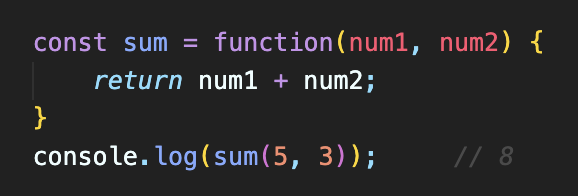 const sum = function(num1, num2) {
    return num1 + num2;
}
console.log(sum(5, 3));     // 8